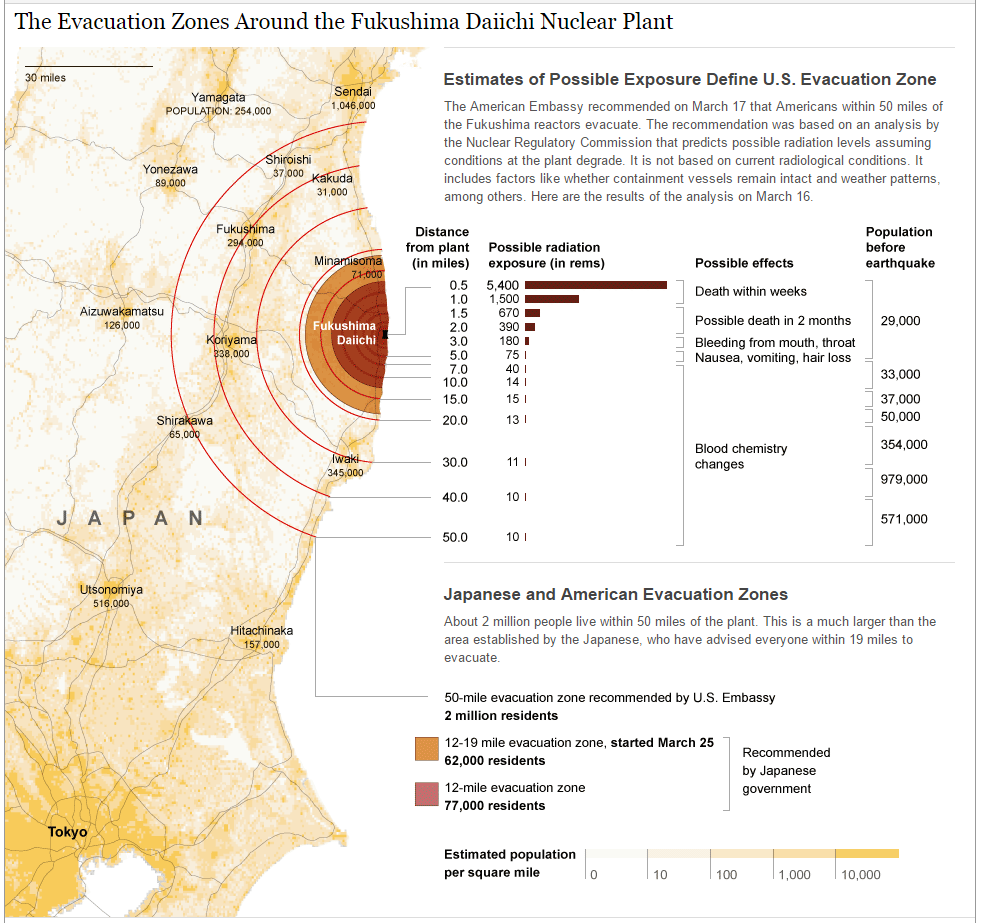 The Evacuation Zones Around the Fukushima Daiichi Nuclear Plant
30 miles
Yamagata
POPULATION: 254,000
Sendai
1,046,000
Shiroishi
37,000
Yonezawa
89,000
Kakuda
31,000
Fukushima
294,000
Minamisoma
71,000
Aizuwakamatsu
126,000
Fukushima
Daiichi
Koriyama
338,000
Shirakawa
65,000
Iwaki
345,000
JAPAN
Utsonomiya
516,000
Hitachinaka
157,000
Tokyo
Estimates of Possible Exposure Define U.S. Evacuation Zone
The American Embassy recommended on March 17 that Americans within 50 miles of
the Fukushima reactors evacuate. The recommendation was based on an analysis by
the Nuclear Regulatory Commission that predicts possible radiation levels assuming
conditions at the plant degrade. It is not based on current radiological conditions. It
includes factors like whether containment vessels remain intact and weather patterns,
among others. Here are the results of the analysis on March 16.
Distance
from plant
(in miles)
Possible radiation
exposure (in rems)
Possible effects
Population
before
earthquake
0.5 5,400
1.0 1,500
1.5 670
2.0 390
3.0 180
5.0 75
7.0 40
10.0 14
15.0 15
20.0 13
30.0 11
40.0 10
50.0 10
Death within weeks
Possible death in 2 months
Bleeding from mouth, throat
Nausea, vomiting, hair loss
Blood chemistry
changes
29,000
33,000
37,000
50,000
354,000
979,000
571,000
Japanese and American Evacuation Zones
About 2 million people live within 50 miles of the plant. This is a much larger than the
area established by the Japanese, who have advised everyone within 19 miles to
evacuate.
50-mile evacuation zone recommended by U.S. Embassy
2 million residents
12-19 mile evacuation zone, started March 25
62,000 residents
12-mile evacuation zone
77,000 residents
Recommended
by Japanese
government
Estimated population
per square mile
0 10 100 1,000 10,000